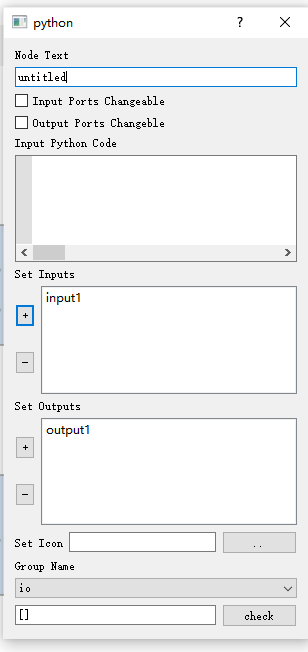 python
Node Text
untitled
Input Ports Changeable
Output Ports Changeble
Input Python Code
Set Inputs
+
input1
-
Set Outputs
+
output1
-
Set Icon
..
Group Name
io
[]
check